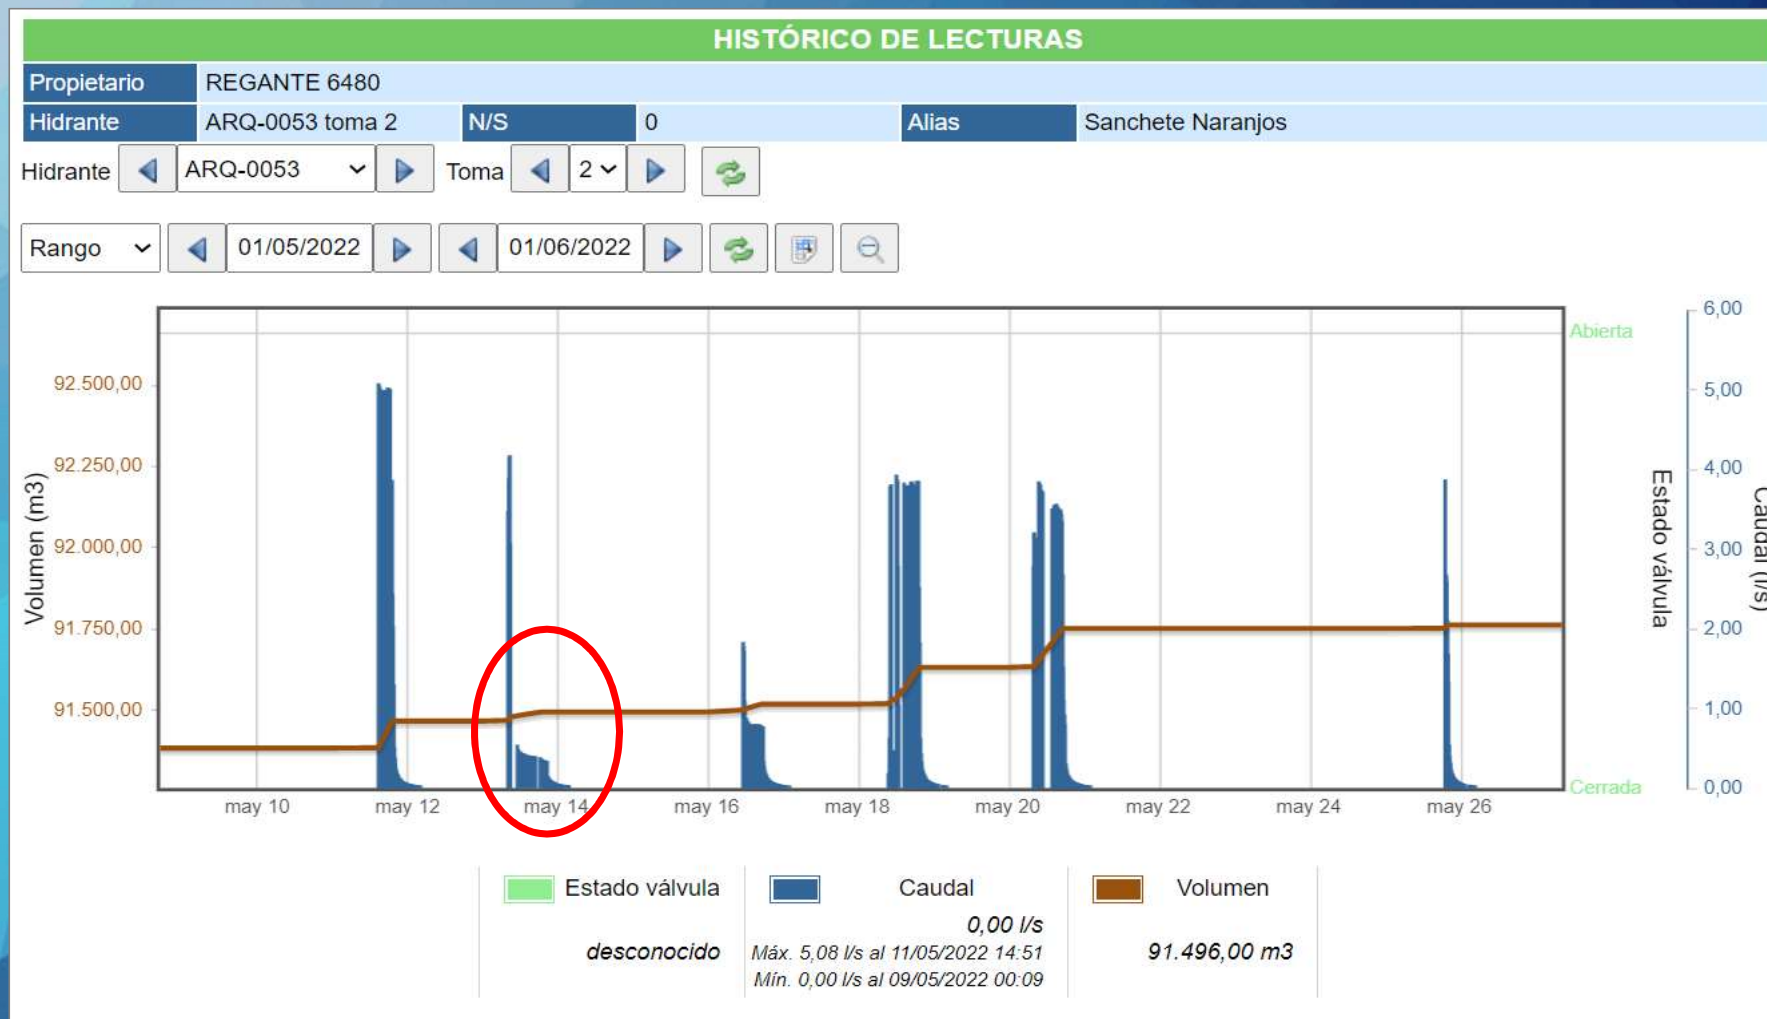 HISTÓRICO DE LECTURAS
Propietario REGANTE 6480
Hidrante ARQ-0053 toma 2 N/S 0 Alias Sanchete Naranjos
Hidrante ARQ-0053 Toma 2
Rango 01/05/2022 01/06/2022
Volumen (m3)
92.500,00
92.250,00
92.000,00
91.750,00
91.500,00
Abierta
Cerrada
Estado válvula
6,00
5,00
4,00
3,00
2,00
1,00
0,00
Caudal (l/s)
may 10 may 12 may 14 may 16 may 18 may 20 may 22 may 24 may 26
Estado válvula Caudal Volumen
0,00 l/s
desconocido Máx. 5,08 l/s al 11/05/2022 14:51 91.496,00 m3
Mín. 0,00 l/s al 09/05/2022 00:09